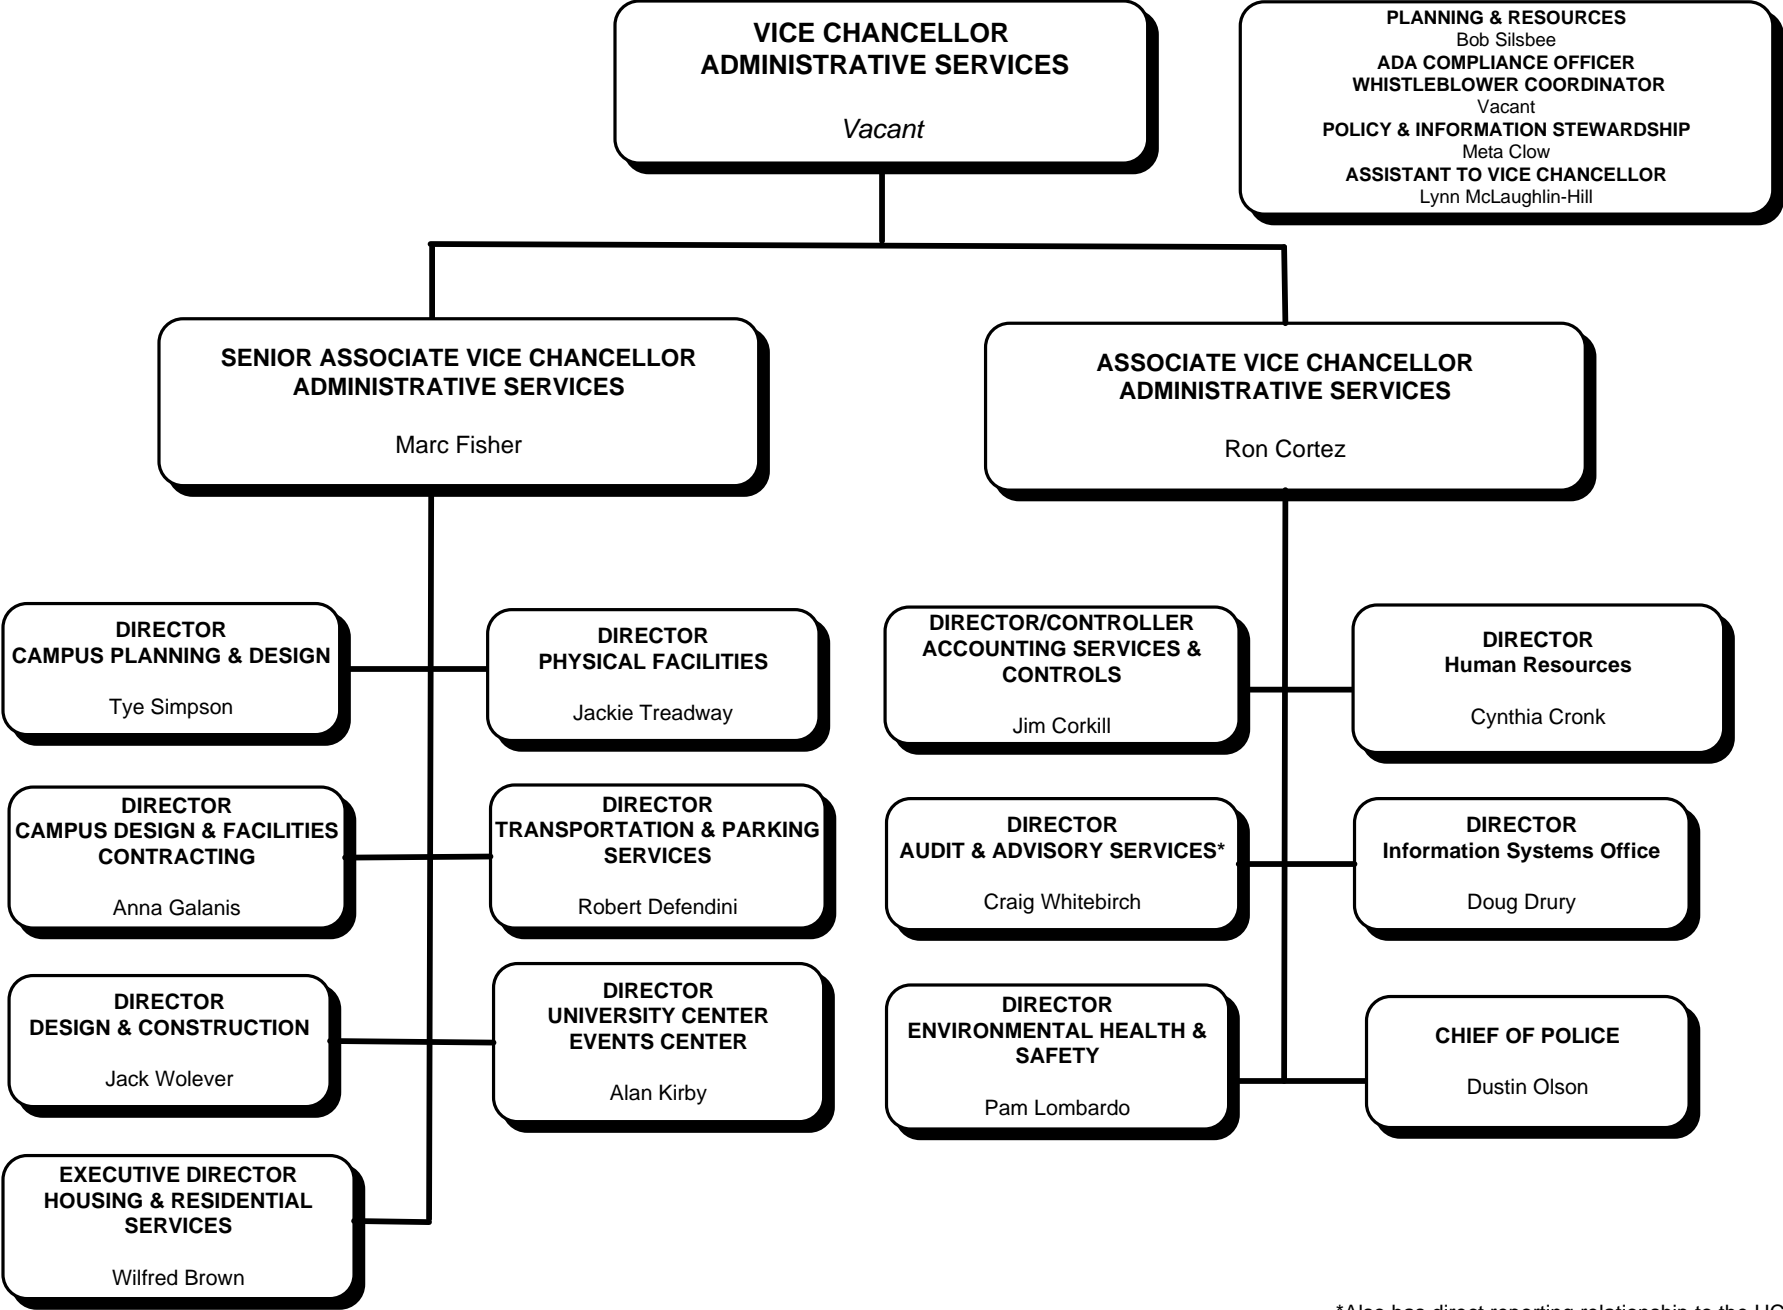 VICE CHANCELLOR
ADMINISTRATIVE SERVICES
Vacant
PLANNING & RESOURCES
Bob Silsbee
ADA COMPLIANCE OFFICER
WHISTLEBLOWER COORDINATOR
Vacant
POLICY & INFORMATION STEWARDSHIP
Meta Clow
ASSISTANT TO VICE CHANCELLOR
Lynn McLaughlin-Hill
SENIOR ASSOCIATE VICE CHANCELLOR
ADMINISTRATIVE SERVICES
Marc Fisher
ASSOCIATE VICE CHANCELLOR
ADMINISTRATIVE SERVICES
Ron Cortez
DIRECTOR
CAMPUS PLANNING & DESIGN
Tye Simpson
DIRECTOR
PHYSICAL FACILITIES
Jackie Treadway
DIRECTOR/CONTROLLER
ACCOUNTING SERVICES &
CONTROLS
Jim Corkill
DIRECTOR
Human Resources
Cynthia Cronk
DIRECTOR
CAMPUS DESIGN & FACILITIES
CONTRACTING
Anna Galanis
DIRECTOR
TRANSPORTATION & PARKING
SERVICES
Robert Defendini
DIRECTOR
AUDIT & ADVISORY SERVICES*
Craig Whitebirch
DIRECTOR
Information Systems Office
Doug Drury
DIRECTOR
DESIGN & CONSTRUCTION
Jack Wolever
DIRECTOR
UNIVERSITY CENTER
EVENTS CENTER
Alan Kirby
DIRECTOR
ENVIRONMENTAL HEALTH &
SAFETY
Pam Lombardo
CHIEF OF POLICE
Dustin Olson
EXECUTIVE DIRECTOR
HOUSING & RESIDENTIAL
SERVICES
Wilfred Brown
*Also has direct reporting relationship to the